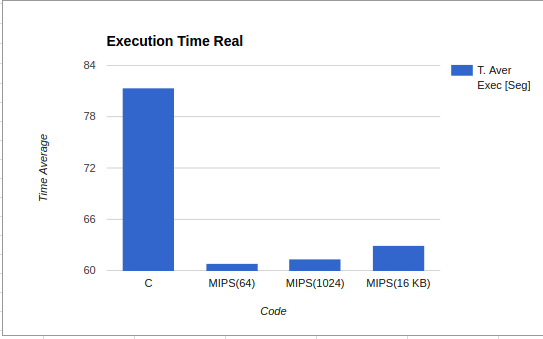 Execution Time Real
84
78
72
66
60
Time Average
C
MIPS(64)
MIPS(1024)
MIPS(16 KB)
Code
T. Aver
Exec [Seg]